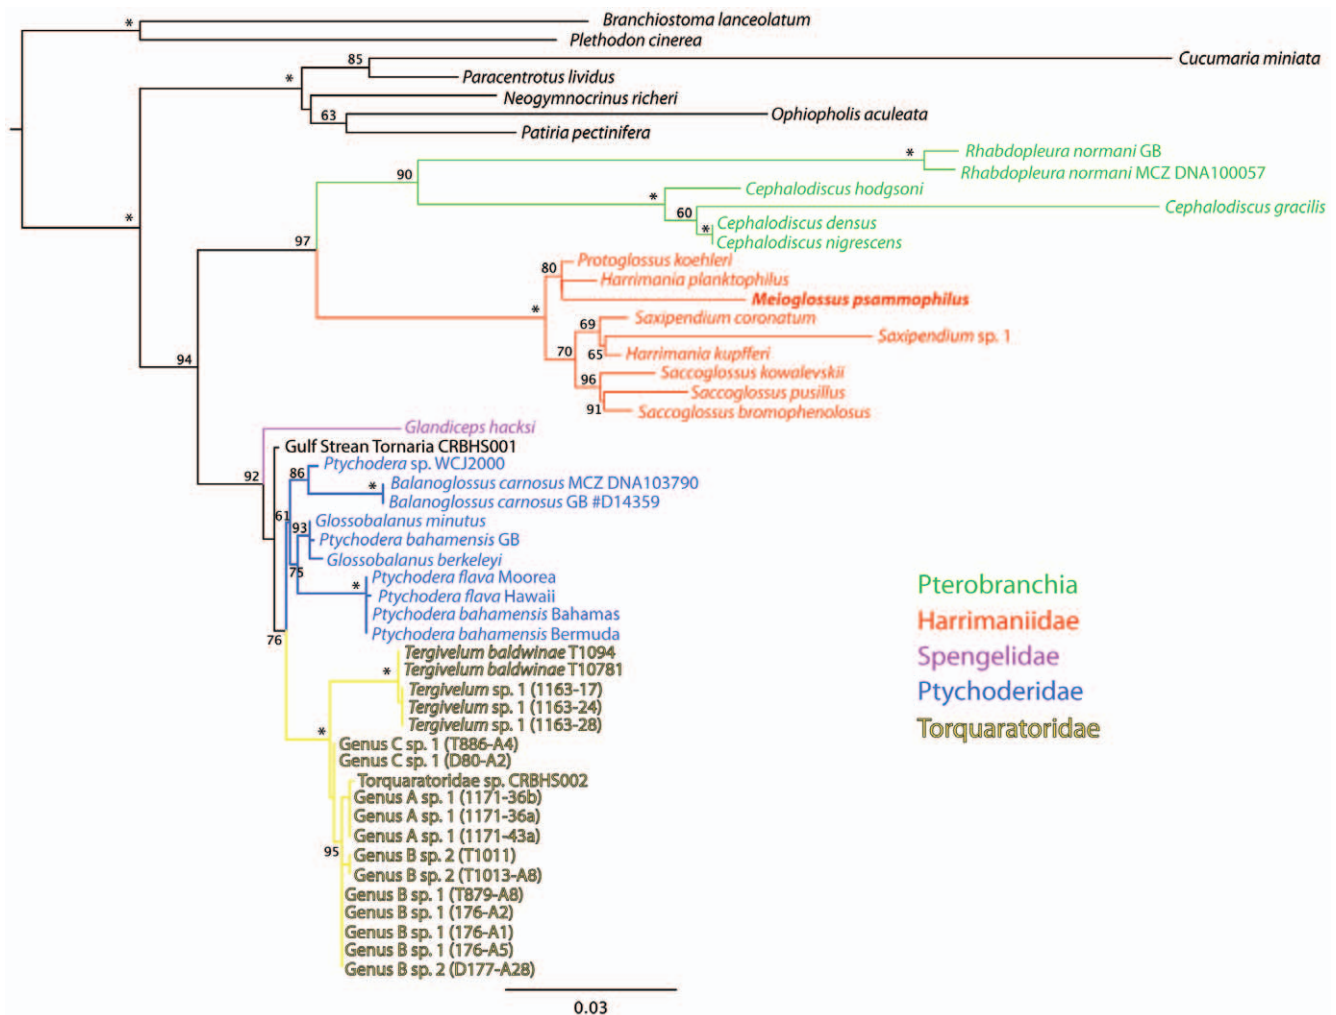 *
Branchiostoma lanceolatum
Plethodon cinerea
85
Cucumaria miniata
*
Paracentrotus lividus
Neogymnocrinus richeri
63
Ophiopholis aculeata
Patiria pectinifera
*
Rhabdopleura normani GB
90
Rhabdopleura normani MCZ DNA100057
*
Cephalodiscus hodgsoni
60
Cephalodiscus gracilis
*
*
Cephalodiscus densus
97
Cephalodiscus nigrescens
Protoglossus koehleri
80
Harrimania planktophilus
Meioglossus psammophilus
*
Saxipendium coronatum
69
Saxipendium sp. 1
70
65
Harrimania kupfferi
94
96
Saccoglossus kowalevskii
Saccoglossus pusillus
91
Saccoglossus bromophenolosus
Glandiceps hacksi
Gulf Strean Tornaria CRBHS001
Ptychodera sp. WCJ2000
92
86
*
Balanoglossus carnosus MCZ DNA103790
Balanoglossus carnosus GB #D14359
61
Glossobalanus minutus
93
Ptychodera bahamensis GB
Glossobalanus berkeleyi
75
Ptychodera flava Moorea
*
Ptychodera flava Hawaii
Ptychodera bahamensis Bahamas
76
Ptychodera bahamensis Bermuda
Tergivelum baldwinae T1094
*
Tergivelum baldwinae T10781
Tergivelum sp. 1 (1163-17)
Tergivelum sp. 1 (1163-24)
Tergivelum sp. 1 (1163-28)
*
Genus C sp. 1 (T886-A4)
Genus C sp. 1 (D80-A2)
Torquaratoridae sp. CRBHS002
Genus A sp. 1 (1171-36b)
Genus A sp. 1 (1171-36a)
Genus A sp. 1 (1171-43a)
95
Genus B sp. 2 (T1011)
Genus B sp. 2 (T1013-A8)
Genus B sp. 1 (T879-A8)
Genus B sp. 1 (176-A2)
Genus B sp. 1 (176-A1)
Genus B sp. 1 (176-A5)
Genus B sp. 2 (D177-A28)
Pterobranchia
Harrimaniidae
Spengelidae
Ptychoderidae
Torquaratoridae
0.03